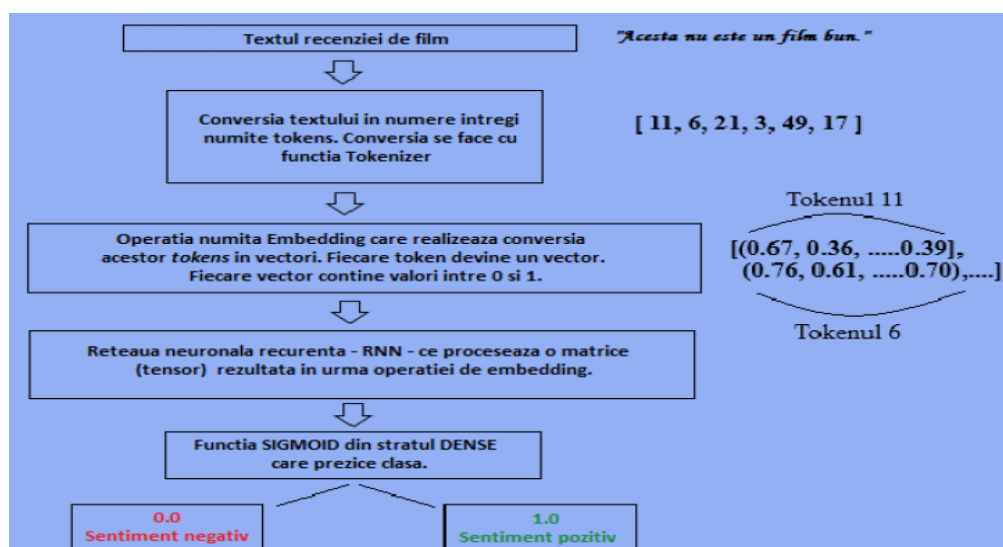 Textul recenziei de film
"Acesta nu este un film bun."
Conversia textului in numere intregi
numite tokens. Conversia se face cu
functia Tokenizer
[ 11, 6, 21, 3, 49, 17 ]
Tokenul 11
Operatia numita Embedding care realizeaza conversia
acestor tokens in vectori. Fiecare token devine un vector.
Fiecare vector contine valori intre 0 si 1.
[(0.67, 0.36, .....0.39],
(0.76, 0.61, .....0.70),....]
Tokenul 6
Reteaua neuronala recurenta - RNN - ce proceseaza o matrice
(tensor) rezultata in urma operatiei de embedding.
Functia SIGMOID din stratul DENSE
care prezice clasa.
0.0
Sentiment negativ
1.0
Sentiment pozitiv